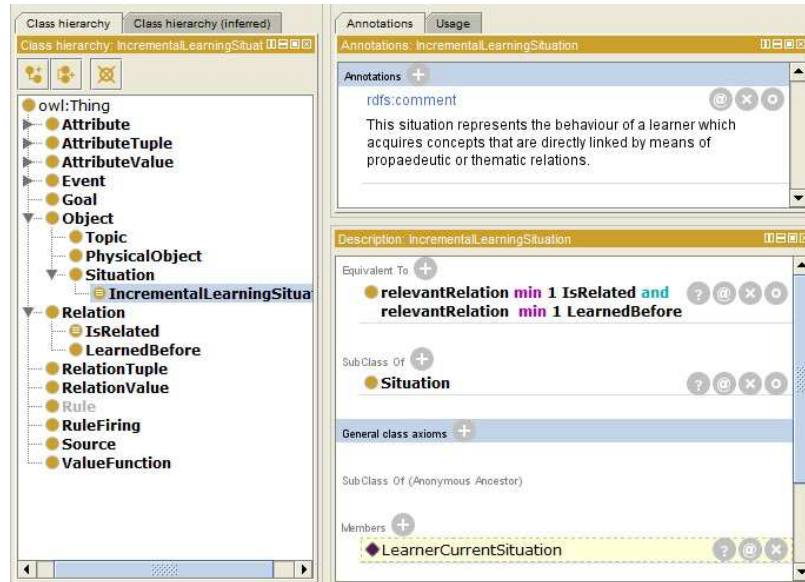 Class hierarchy
Class hierarchy (inferred)
Class hierarchy: IncrementalLearningSituat
owl:Thing
Attribute
AttributeTuple
AttributeValue
Event
Goal
Object
Topic
PhysicalObject
Situation
IncrementalLearningSitua
Relation
IsRelated
LearnedBefore
RelationTuple
RelationValue
Rule
RuleFiring
Source
ValueFunction
Annotations
Usage
Annotations: IncrementalLearningSituation
Annotations
rdfs:comment
This situation represents the behaviour of a learner which
acquires concepts that are directly linked by means of
propaedeutic or thematic relations.
Description: IncrementalLearningSituation
Equivalent To
relevantRelation min 1 IsRelated and
relevantRelation min 1 LearnedBefore
SubClass Of
Situation
General class axioms
SubClass Of (Anonymous Ancestor)
Members
LearnerCurrentSituation